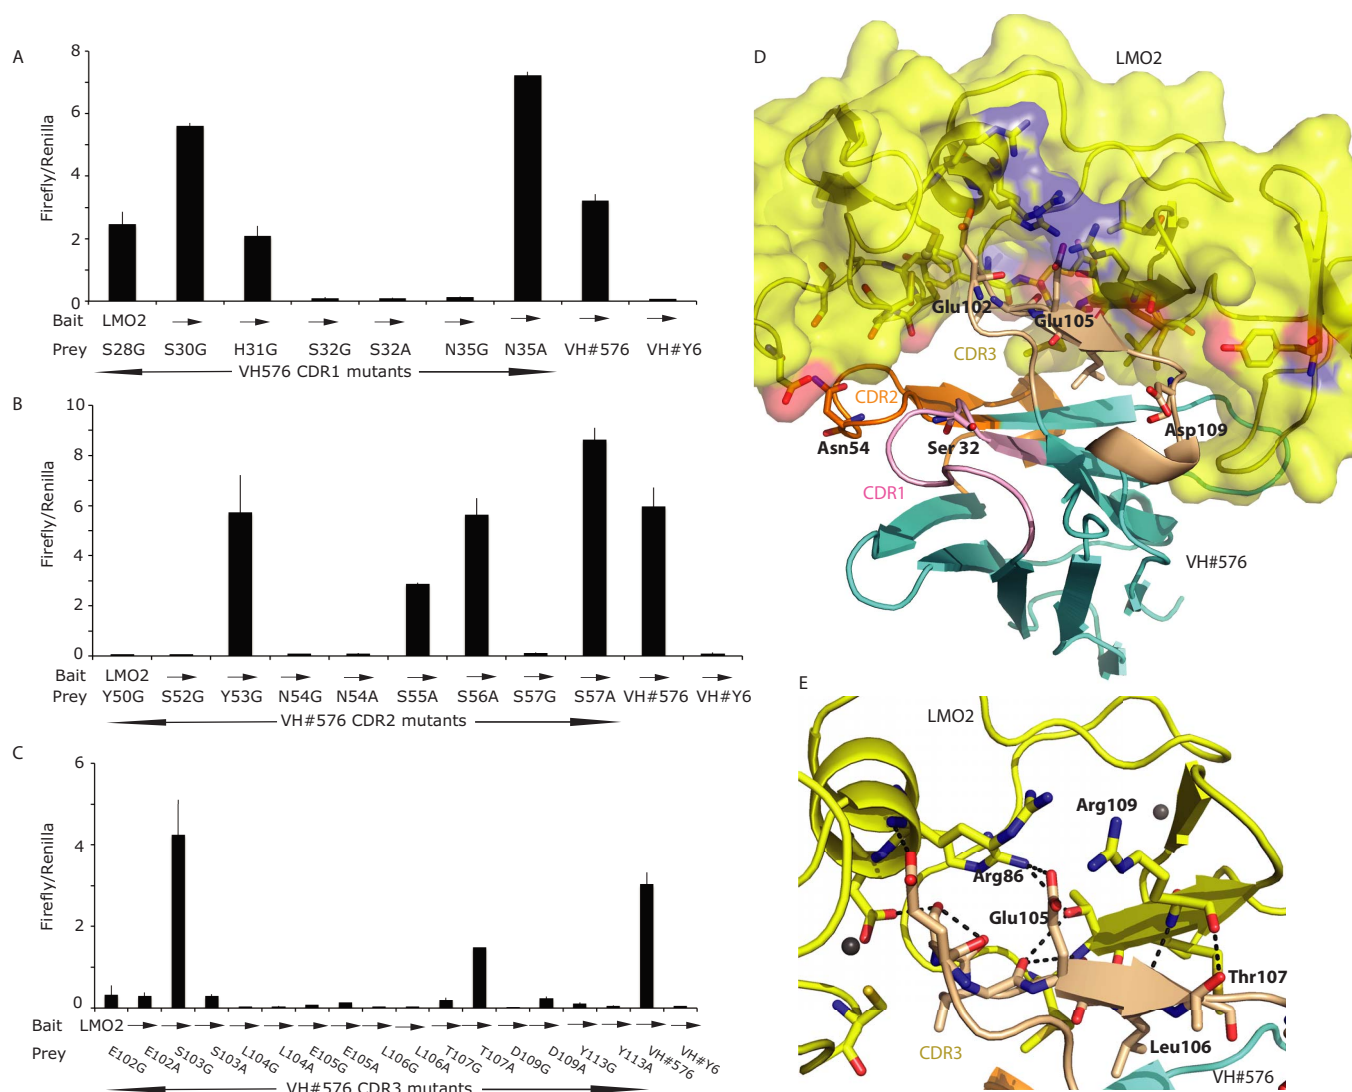 A
8
6
4
2
0
Firefly/Renilla
Bait LMO2
Prey S28G S30G H31G S32G S32A N35G N35A VH#576 VH#Y6
VH576 CDR1 mutants
B
10
8
6
4
2
0
Firefly/Renilla
Bait LMO2
Prey Y50G S52G Y53G N54G N54A S55A S56A S57G S57A VH#576 VH#Y6
VH#576 CDR2 mutants
C
6
4
2
0
Firefly/Renilla
Bait LMO2
Prey E102G E102A S103G S103A L104G L104A E105G E105A L106G L106A T107G T107A D109G D109A Y113G Y113A VH#576 VH#Y6
VH#576 CDR3 mutants
D
LMO2
Glu102
Glu105
CDR3
CDR2
Asn54
Ser 32
Asp109
CDR1
VH#576
E
LMO2
Arg109
Arg86
Glu105
Thr107
Leu106
CDR3
VH#576